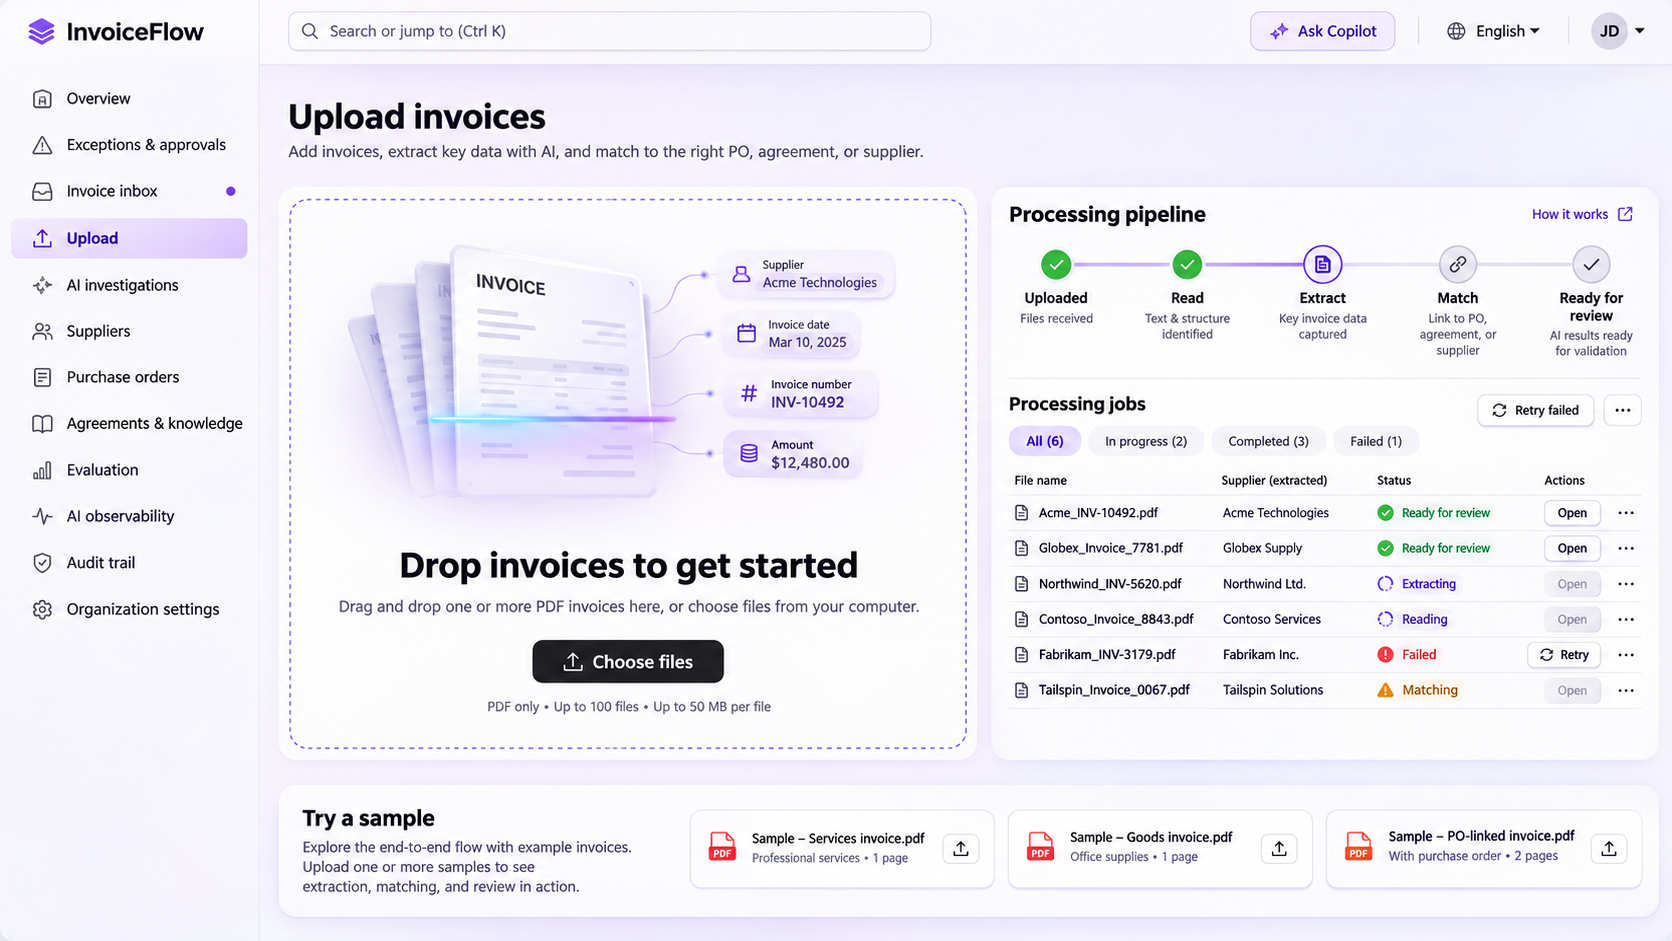 InvoiceFlow
Search or jump to (Ctrl K)
Ask Copilot
English
JD
Overview
Exceptions & approvals
Invoice inbox
Upload
AI investigations
Suppliers
Purchase orders
Agreements & knowledge
Evaluation
AI observability
Audit trail
Organization settings
Upload invoices
Add invoices, extract key data with AI, and match to the right PO, agreement, or supplier.
INVOICE
Supplier
Acme Technologies
Invoice date
Mar 10, 2025
Invoice number
INV-10492
Amount
$12,480.00
Drop invoices to get started
Drag and drop one or more PDF invoices here, or choose files from your computer.
Choose files
PDF only • Up to 100 files • Up to 50 MB per file
Processing pipeline
How it works
Uploaded
Files received
Read
Text & structure
identified
Extract
Key invoice data
captured
Match
Link to PO,
agreement, or
supplier
Ready for
review
AI results ready
for validation
Processing jobs
Retry failed
All (6)
In progress (2)
Completed (3)
Failed (1)
File name Supplier (extracted) Status Actions
Acme_INV-10492.pdf Acme Technologies Ready for review Open
Globex_Invoice_7781.pdf Globex Supply Ready for review Open
Northwind_INV-5620.pdf Northwind Ltd. Extracting Open
Contoso_Invoice_8843.pdf Contoso Services Reading Open
Fabrikam_INV-3179.pdf Fabrikam Inc. Failed Retry
Tailspin_Invoice_0067.pdf Tailspin Solutions Matching Open
Try a sample
Explore the end-to-end flow with example invoices.
Upload one or more samples to see
extraction, matching, and review in action.
PDF
Sample – Services invoice.pdf
Professional services • 1 page
PDF
Sample – Goods invoice.pdf
Office supplies • 1 page
PDF
Sample – PO-linked invoice.pdf
With purchase order • 2 pages